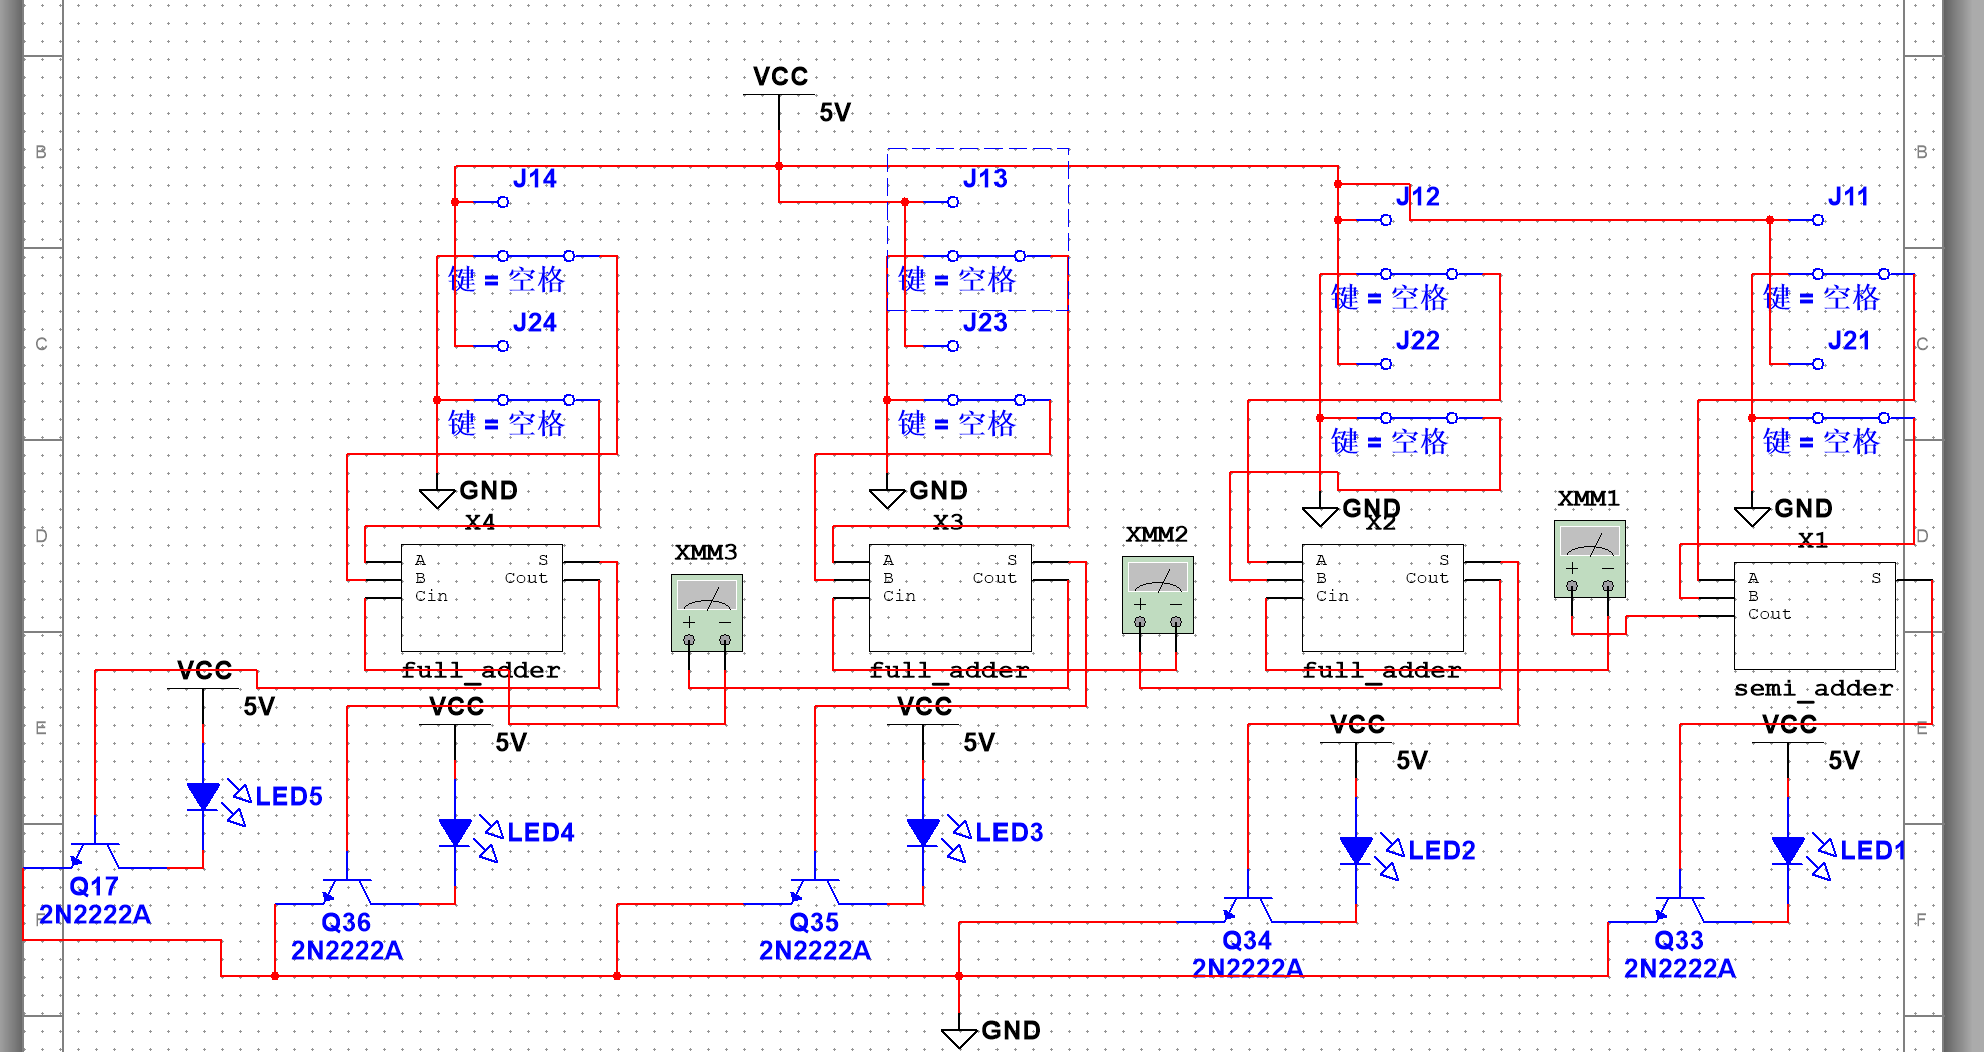 VCC
5V
B
B
J14
J13
J12
J11
键 = 空格
键 = 空格
键 = 空格
键 = 空格
J24
J23
J22
J21
C
C
键 = 空格
键 = 空格
键 = 空格
键 = 空格
GND
GND
GND
GND
X4
X3
X2
X1
XMM3
XMM2
XMM1
D
D
A
B
Cin
S
Cout
A
B
Cin
S
Cout
A
B
Cin
S
Cout
A
B
Cout
S
+ −
+ −
+ −
full_adder
full_adder
full_adder
semi_adder
VCC
5V
VCC
5V
VCC
5V
VCC
5V
VCC
5V
E
E
LED5
LED4
LED3
LED2
LED1
Q17
2N2222A
Q36
2N2222A
Q35
2N2222A
Q34
2N2222A
Q33
2N2222A
F
F
GND